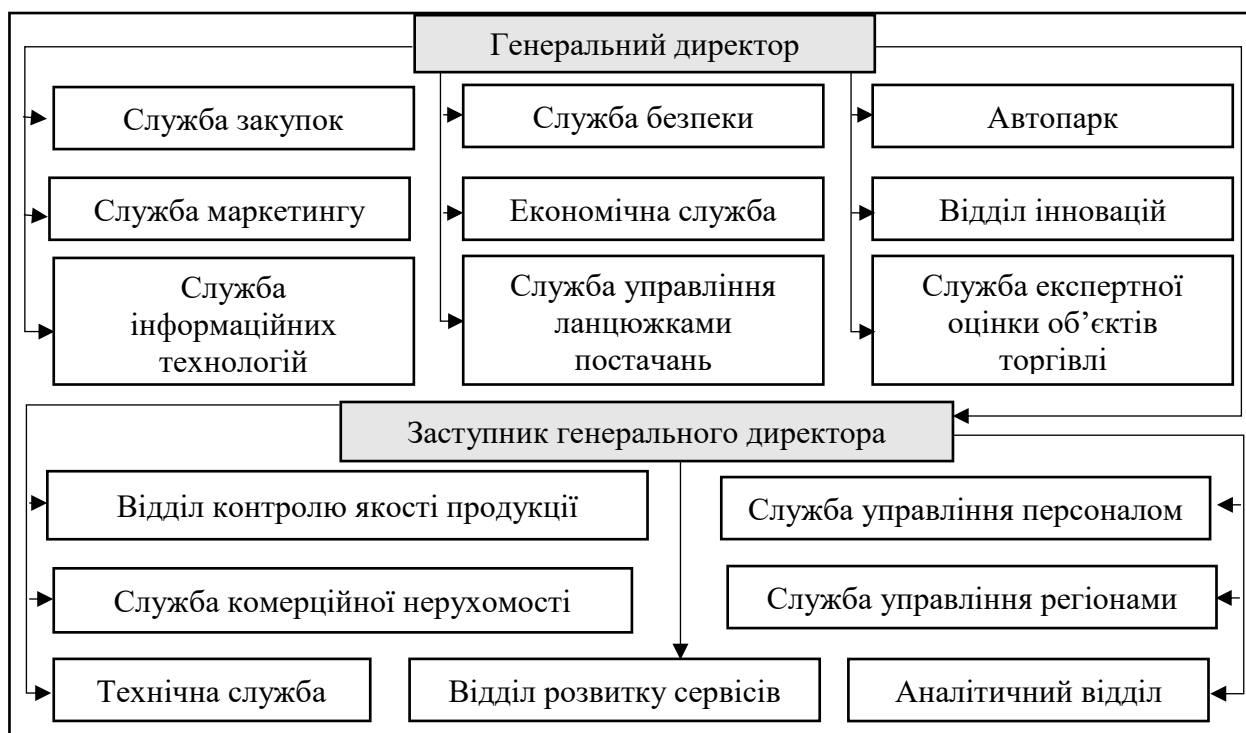 Генеральний директор
Служба закупок
Служба безпеки
Автопарк
Служба маркетингу
Економічна служба
Відділ інновацій
Служба
інформаційних
технологій
Служба управління
ланцюжками
постачань
Служба експертної
оцінки об’єктів
торгівлі
Заступник генерального директора
Відділ контролю якості продукції
Служба управління персоналом
Служба комерційної нерухомості
Служба управління регіонами
Технічна служба
Відділ розвитку сервісів
Аналітичний відділ